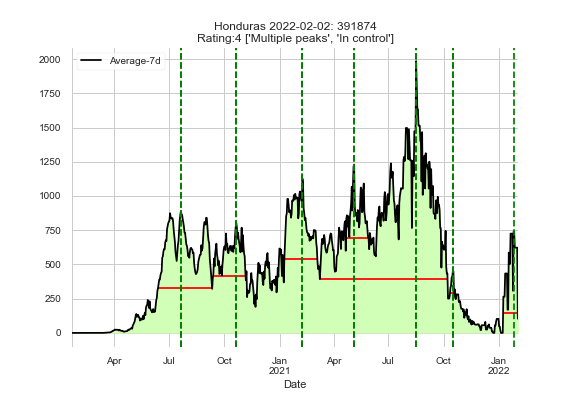 Honduras 2022-02-02: 391874
Rating:4 ['Multiple peaks', 'In control']
Average-7d
2000
1750
1500
1250
1000
750
500
250
0
Apr Jul Oct Jan Apr Jul Oct Jan
2021 2022
Date